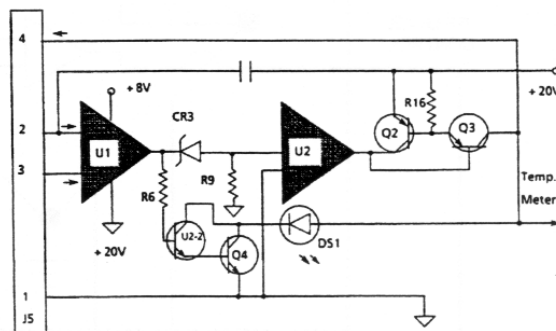 4
+ 20V
+ 8V
CR3
R16
Q2
Q3
2
U1
U2
3
R6
R9
Temp.
Meter
+ 20V
U2-2
Q4
DS1
1
J5